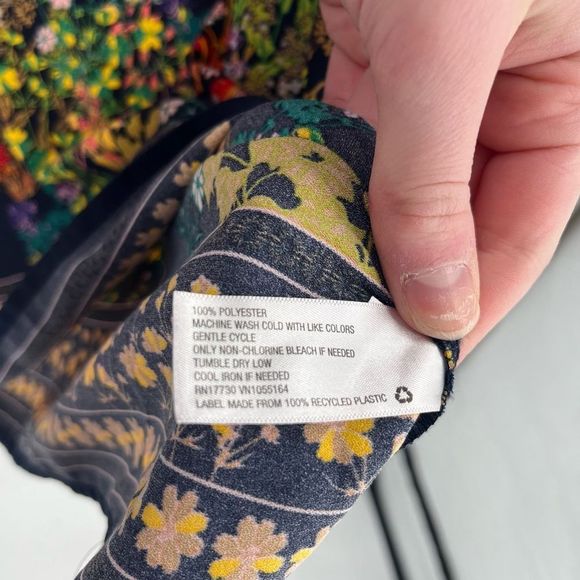 100% POLYESTER
MACHINE WASH COLD WITH LIKE COLORS
GENTLE CYCLE
ONLY NON-CHLORINE BLEACH IF NEEDED
TUMBLE DRY LOW
COOL IRON IF NEEDED
RN17730 VN1055164
LABEL MADE FROM 100% RECYCLED PLASTIC